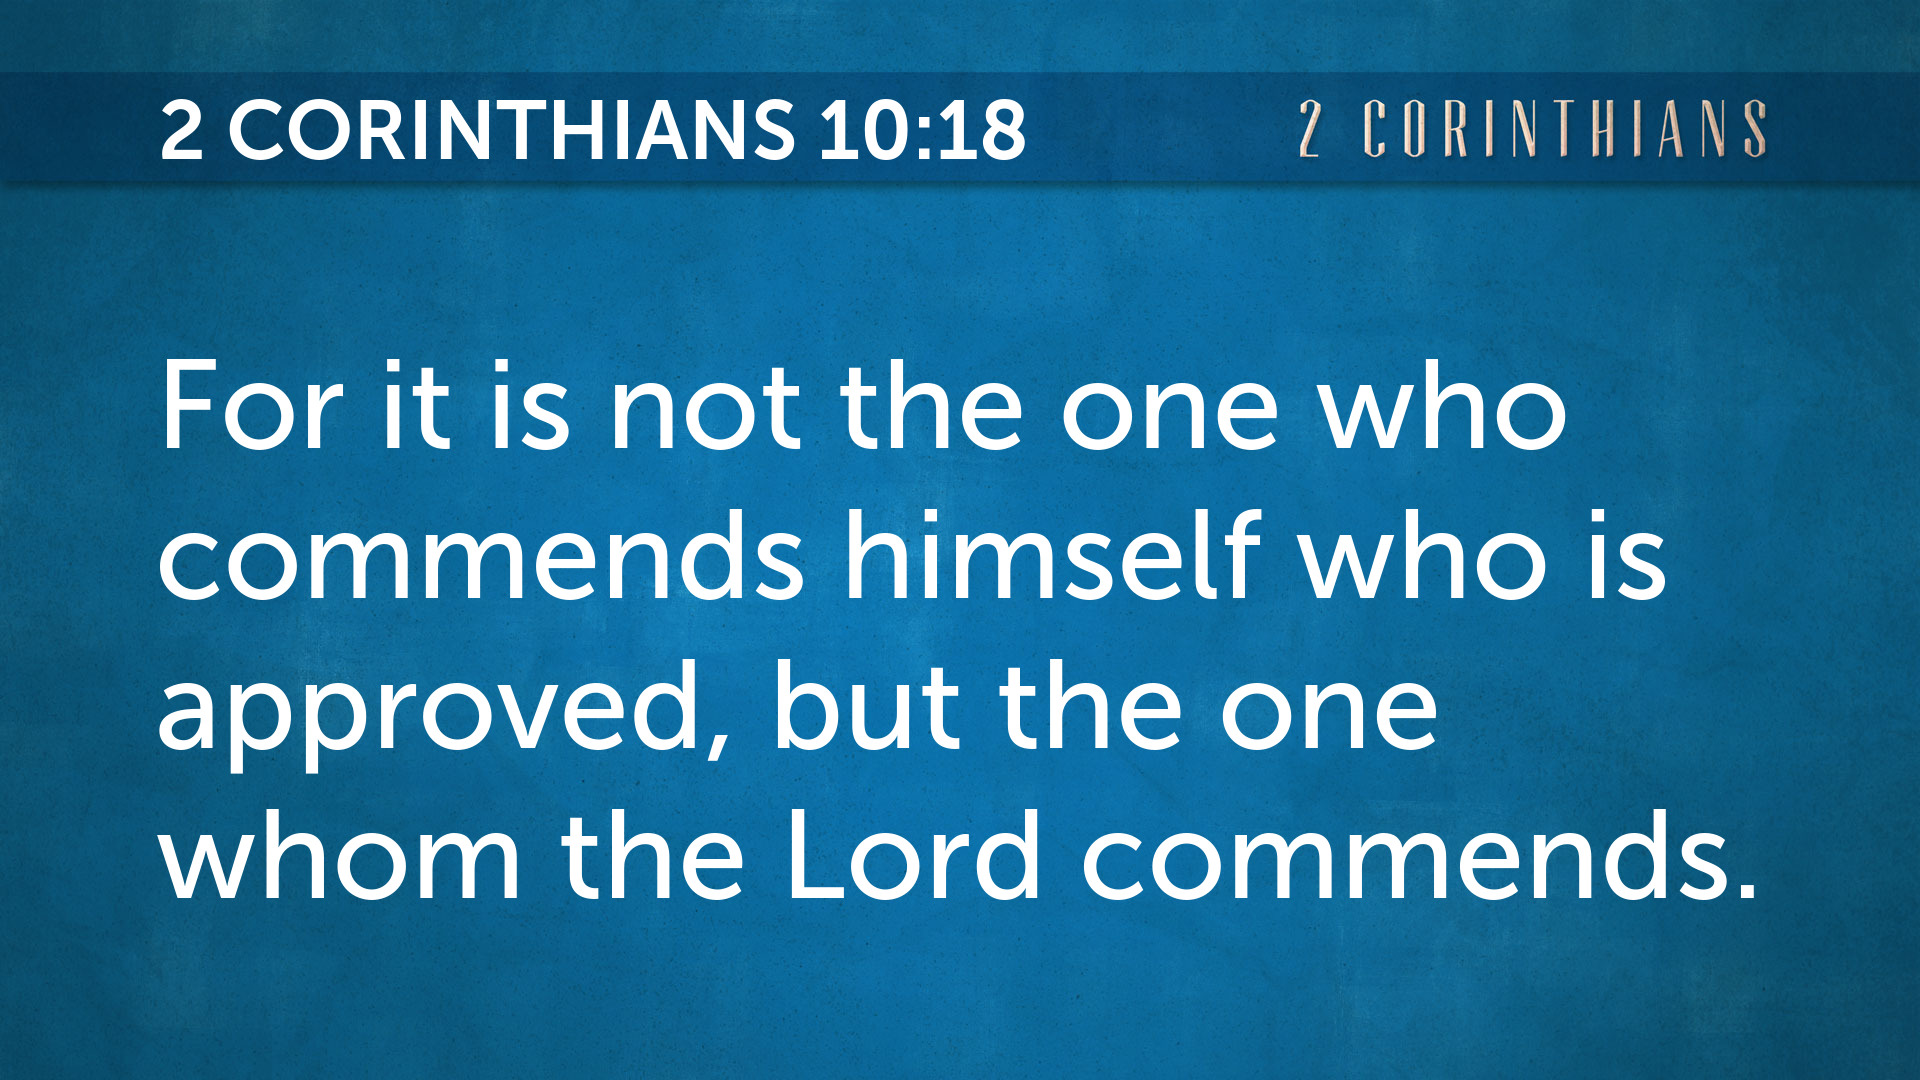 2 CORINTHIANS 10:18
2 CORINTHIANS
For it is not the one who
commends himself who is
approved, but the one
whom the Lord commends.